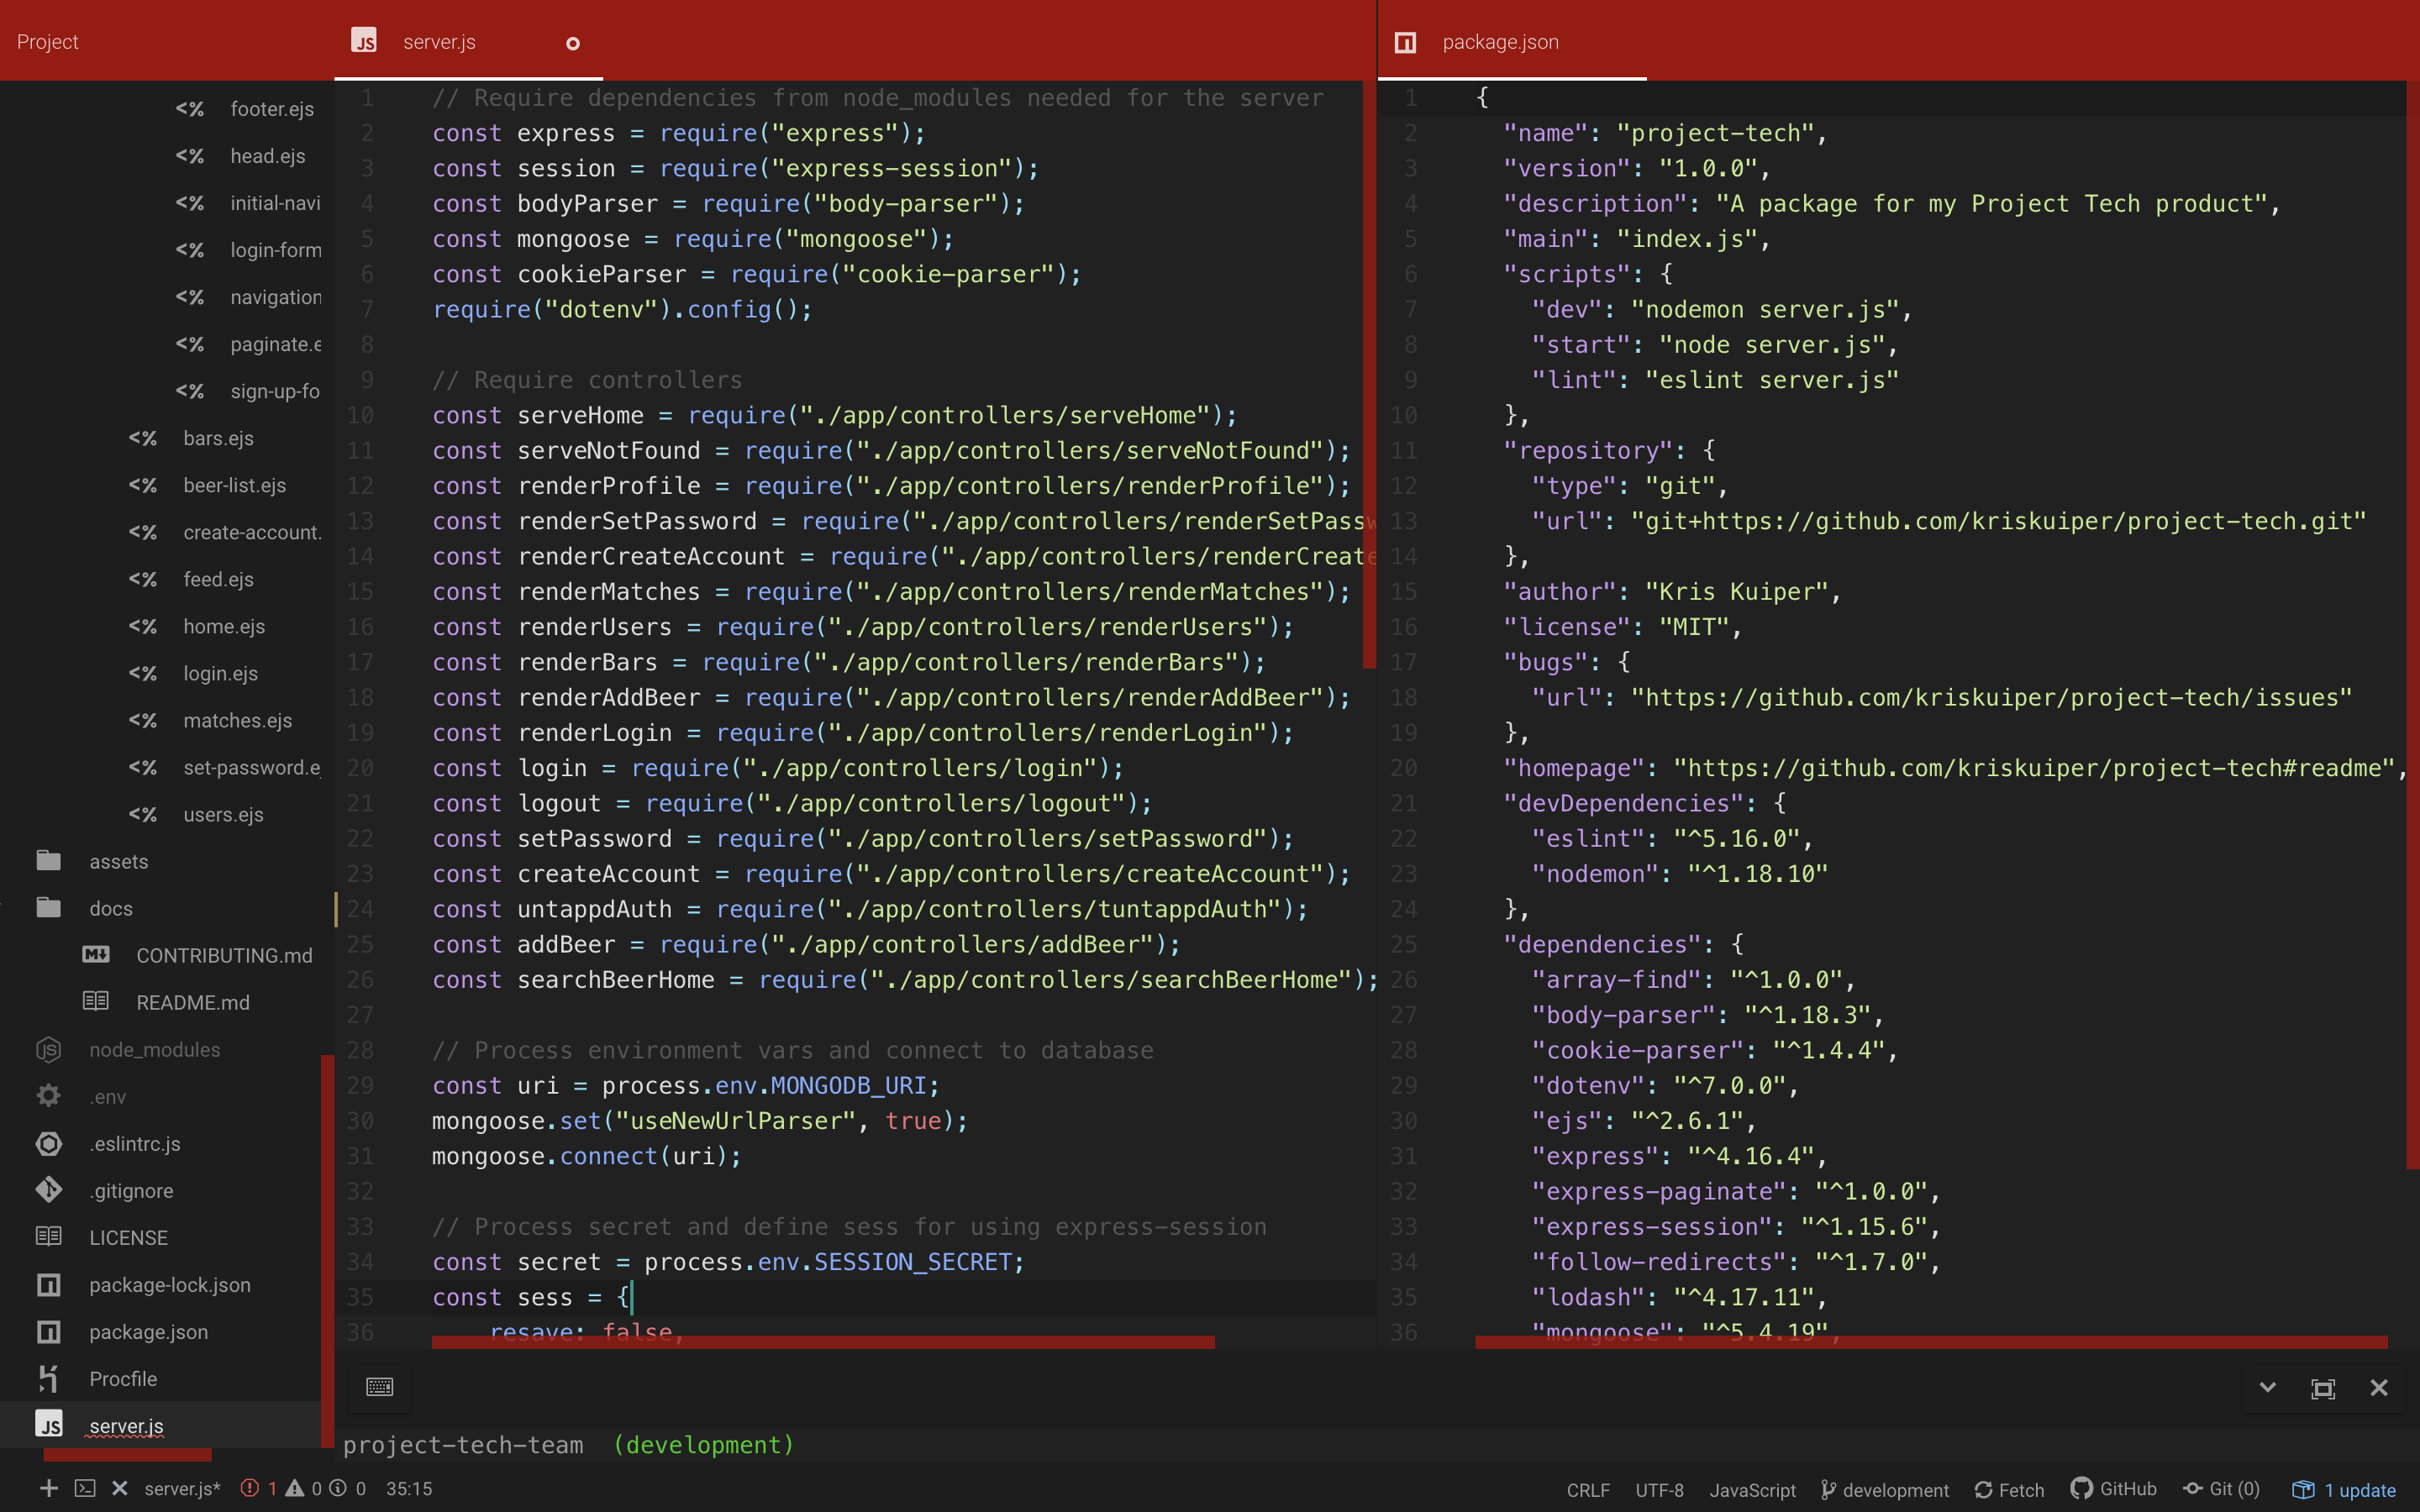 Project
server.js
package.json
footer.ejs
head.ejs
initial-navi
login-form
navigation
paginate.e
sign-up-fo
bars.ejs
beer-list.ejs
create-account.
feed.ejs
home.ejs
login.ejs
matches.ejs
set-password.e
users.ejs
assets
docs
CONTRIBUTING.md
README.md
node_modules
.env
.eslintrc.js
.gitignore
LICENSE
package-lock.json
package.json
Procfile
server.js
1 // Require dependencies from node_modules needed for the server
2 const express = require("express");
3 const session = require("express-session");
4 const bodyParser = require("body-parser");
5 const mongoose = require("mongoose");
6 const cookieParser = require("cookie-parser");
7 require("dotenv").config();
8
9 // Require controllers
10 const serveHome = require("./app/controllers/serveHome");
11 const serveNotFound = require("./app/controllers/serveNotFound");
12 const renderProfile = require("./app/controllers/renderProfile");
13 const renderSetPassword = require("./app/controllers/renderSetPassw
14 const renderCreateAccount = require("./app/controllers/renderCreate
15 const renderMatches = require("./app/controllers/renderMatches");
16 const renderUsers = require("./app/controllers/renderUsers");
17 const renderBars = require("./app/controllers/renderBars");
18 const renderAddBeer = require("./app/controllers/renderAddBeer");
19 const renderLogin = require("./app/controllers/renderLogin");
20 const login = require("./app/controllers/login");
21 const logout = require("./app/controllers/logout");
22 const setPassword = require("./app/controllers/setPassword");
23 const createAccount = require("./app/controllers/createAccount");
24 const untappdAuth = require("./app/controllers/tuntappdAuth");
25 const addBeer = require("./app/controllers/addBeer");
26 const searchBeerHome = require("./app/controllers/searchBeerHome");
27
28 // Process environment vars and connect to database
29 const uri = process.env.MONGODB_URI;
30 mongoose.set("useNewUrlParser", true);
31 mongoose.connect(uri);
32
33 // Process secret and define sess for using express-session
34 const secret = process.env.SESSION_SECRET;
35 const sess = {
36 resave: false,
1 {
2 "name": "project-tech",
3 "version": "1.0.0",
4 "description": "A package for my Project Tech product",
5 "main": "index.js",
6 "scripts": {
7 "dev": "nodemon server.js",
8 "start": "node server.js",
9 "lint": "eslint server.js"
10 },
11 "repository": {
12 "type": "git",
13 "url": "git+https://github.com/kriskuiper/project-tech.git"
14 },
15 "author": "Kris Kuiper",
16 "license": "MIT",
17 "bugs": {
18 "url": "https://github.com/kriskuiper/project-tech/issues"
19 },
20 "homepage": "https://github.com/kriskuiper/project-tech#readme",
21 "devDependencies": {
22 "eslint": "^5.16.0",
23 "nodemon": "^1.18.10"
24 },
25 "dependencies": {
26 "array-find": "^1.0.0",
27 "body-parser": "^1.18.3",
28 "cookie-parser": "^1.4.4",
29 "dotenv": "^7.0.0",
30 "ejs": "^2.6.1",
31 "express": "^4.16.4",
32 "express-paginate": "^1.0.0",
33 "express-session": "^1.15.6",
34 "follow-redirects": "^1.7.0",
35 "lodash": "^4.17.11",
36 "mongoose": "^5.4.19",
project-tech-team (development)
server.js* 1 0 0 35:15 CRLF UTF-8 JavaScript development Fetch GitHub Git (0) 1 update